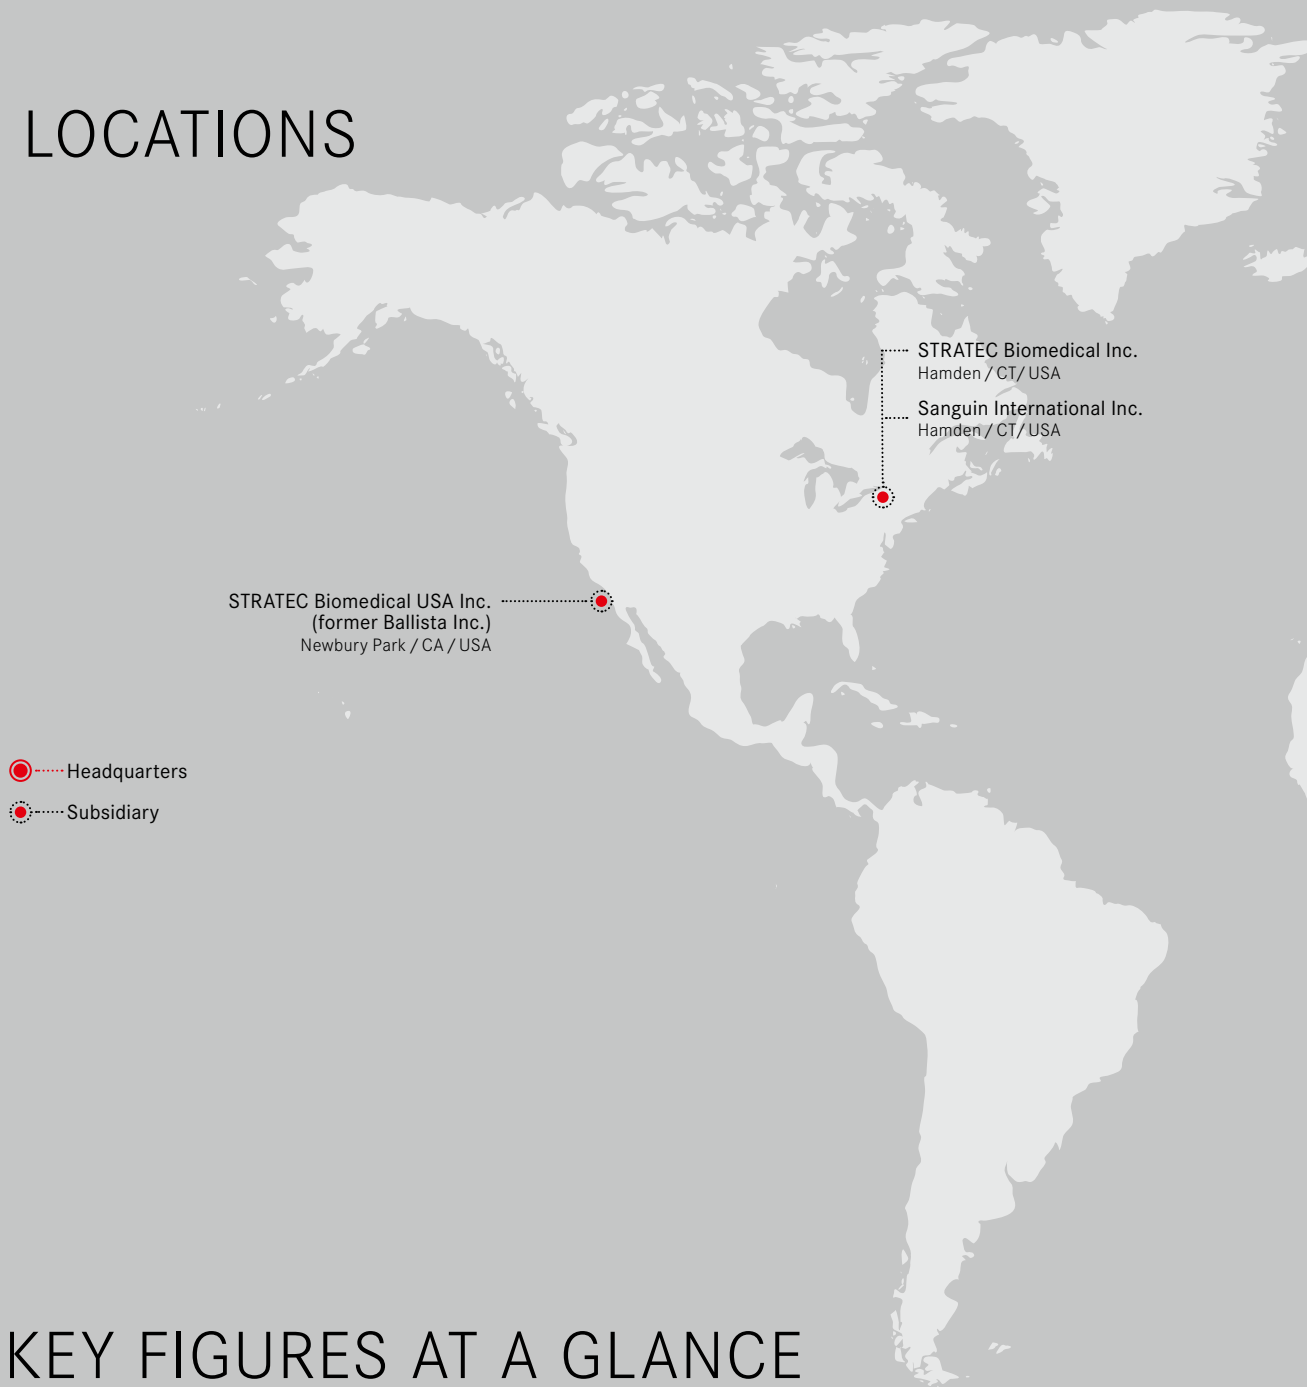 LOCATIONS
STRATEC Biomedical Inc.
Hamden / CT/ USA
Sanguin International Inc.
Hamden / CT/ USA
STRATEC Biomedical USA Inc.
(former Ballista Inc.)
Newbury Park / CA / USA
Headquarters
Subsidiary
KEY FIGURES AT A GLANCE